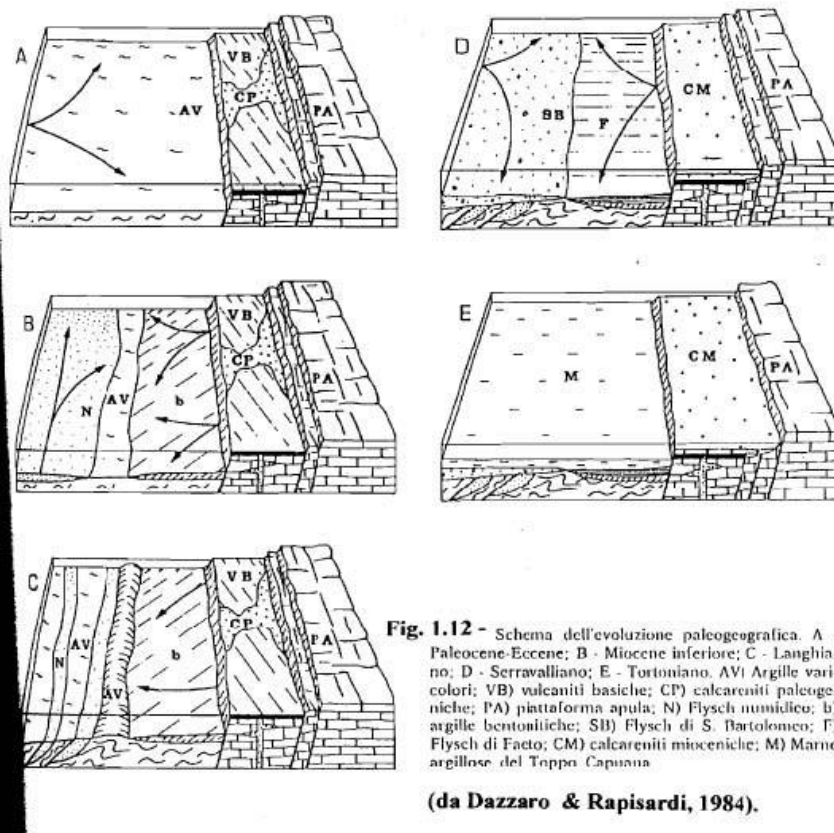 A
AV
VB
CP
PA
D
SB
F
CM
PA
B
N
AV
b
VB
CP
PA
E
M
CM
PA
C
N
AV
AV
b
VB
CP
PA
Fig. 1.12 - Schema dell'evoluzione paleogeografica. A -
Paleocene-Eocene; B - Miocene inferiore; C - Langhia-
no; D - Serravalliano; E - Tortoniano. AV) Argille vari-
colori; VB) vulcaniti basiche; CP) calcareniti paleoge-
niche; PA) piattaforma apula; N) Flysch numidico; b)
argille bentonitiche; SB) Flysch di S. Bartolomeo; F)
Flysch di Faeto; CM) calcareniti mioceniche; M) Marne
argillose del Toppo Capuana
(da Dazzaro & Rapisardi, 1984).